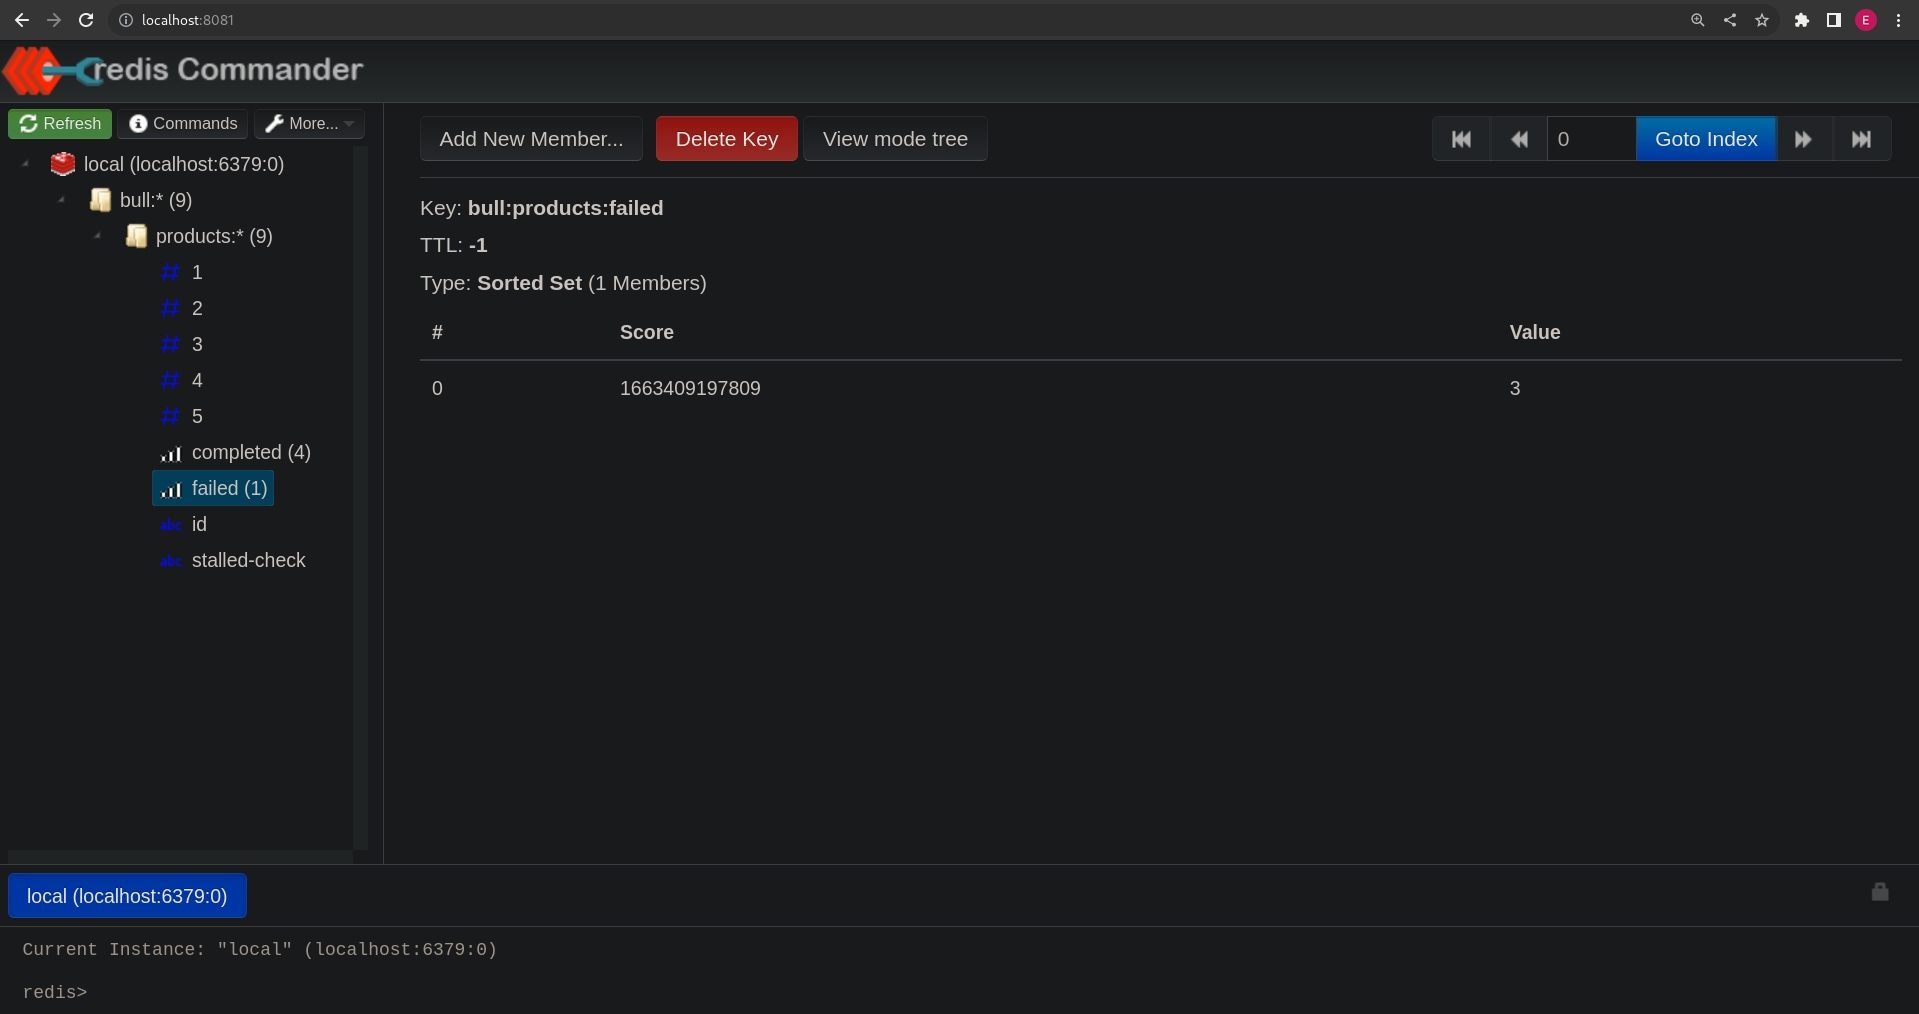 localhost:8081
E
redis Commander
Refresh Commands More...
local (localhost:6379:0)
bull:* (9)
products:* (9)
# 1
# 2
# 3
# 4
# 5
completed (4)
failed (1)
abc id
abc stalled-check
Add New Member... Delete Key View mode tree 0 Goto Index
Key: bull:products:failed
TTL: -1
Type: Sorted Set (1 Members)
# Score Value
0 1663409197809 3
local (localhost:6379:0)
Current Instance: "local" (localhost:6379:0)
redis>